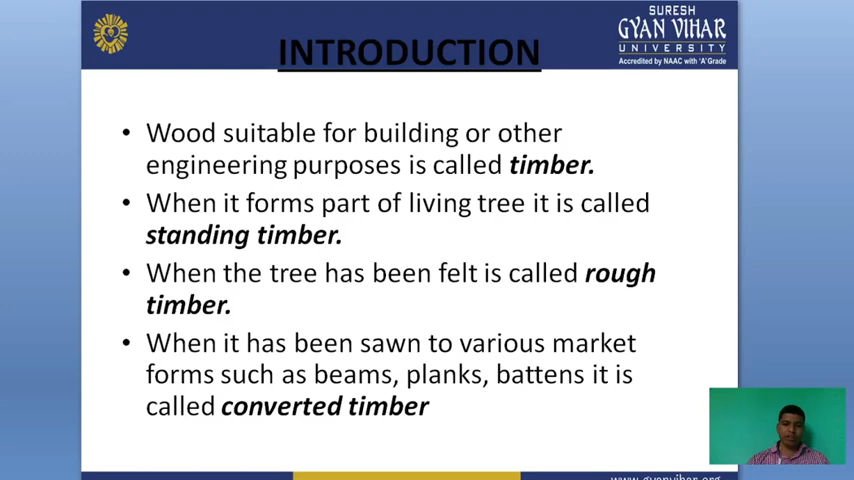 SURESH
GYAN VIHAR
UNIVERSITY
Accredited by NAAC with 'A' Grade
INTRODUCTION
• Wood suitable for building or other
engineering purposes is called timber.
• When it forms part of living tree it is called
standing timber.
• When the tree has been felt is called rough
timber.
• When it has been sawn to various market
forms such as beams, planks, battens it is
called converted timber
www.gyanvihar.org